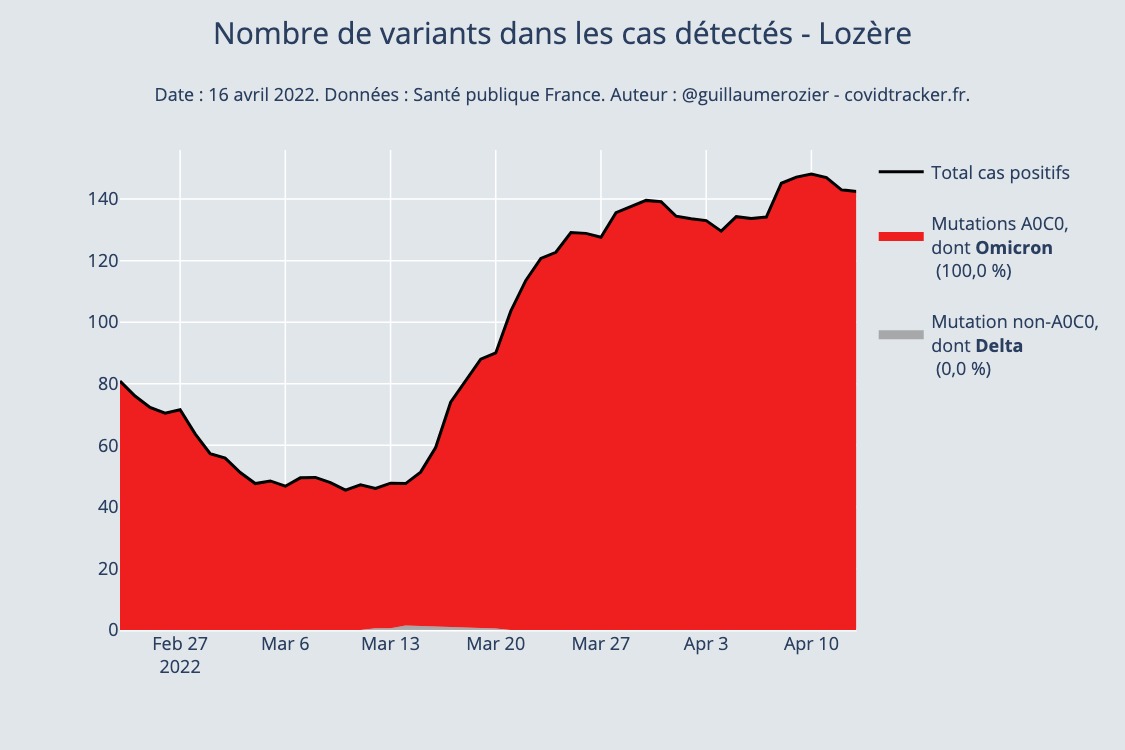 Nombre de variants dans les cas détectés - Lozère
Date : 16 avril 2022. Données : Santé publique France. Auteur : @guillaumerozier - covidtracker.fr.
Total cas positifs
Mutations A0C0,
dont Omicron
(100,0 %)
Mutation non-A0C0,
dont Delta
(0,0 %)
140
120
100
80
60
40
20
0
Feb 27
2022
Mar 6
Mar 13
Mar 20
Mar 27
Apr 3
Apr 10